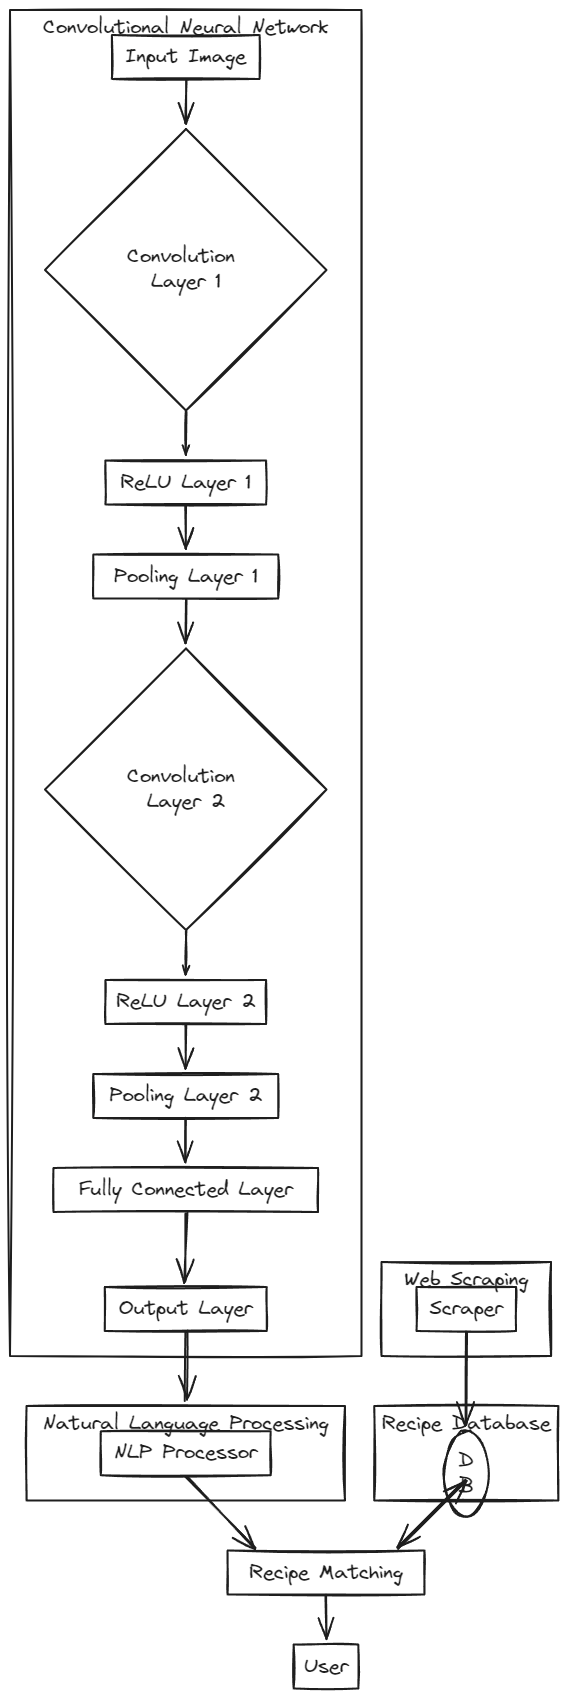 Convolutional Neural Network
Input Image
Convolution
Layer 1
ReLU Layer 1
Pooling Layer 1
Convolution
Layer 2
ReLU Layer 2
Pooling Layer 2
Fully Connected Layer
Output Layer
Web Scraping
Scraper
Natural Language Processing
NLP Processor
Recipe Database
D
B
Recipe Matching
User